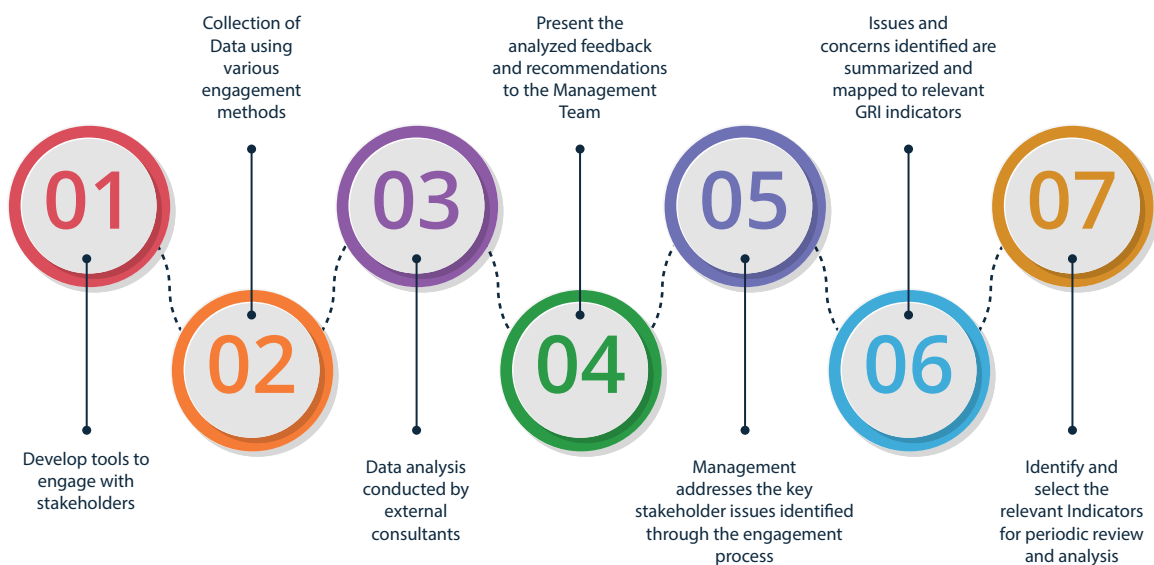 01
Develop tools to
engage with
stakeholders
Collection of
Data using
various
engagement
methods
02
03
Data analysis
conducted by
external
consultants
Present the
analyzed feedback
and recommendations
to the Management
Team
04
05
Management
addresses the key
stakeholder issues identified
through the engagement
process
Issues and
concerns identified are
summarized and
mapped to relevant
GRI indicators
06
07
Identify and
select the
relevant Indicators
for periodic review
and analysis